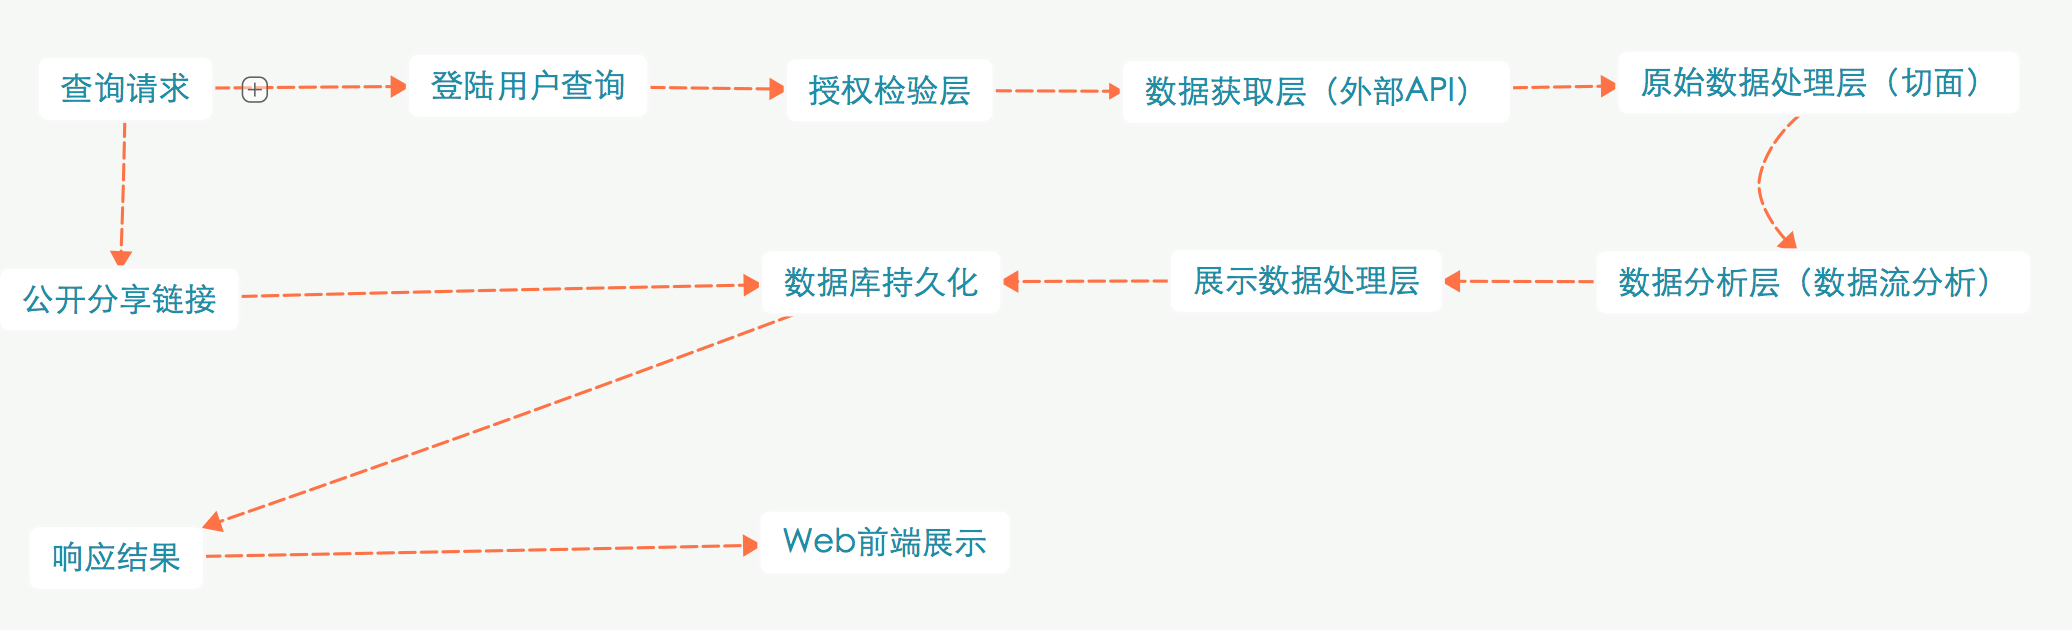 查询请求
登陆用户查询
授权检验层
数据获取层（外部API）
原始数据处理层（切面）
公开分享链接
数据库持久化
展示数据处理层
数据分析层（数据流分析）
响应结果
Web前端展示